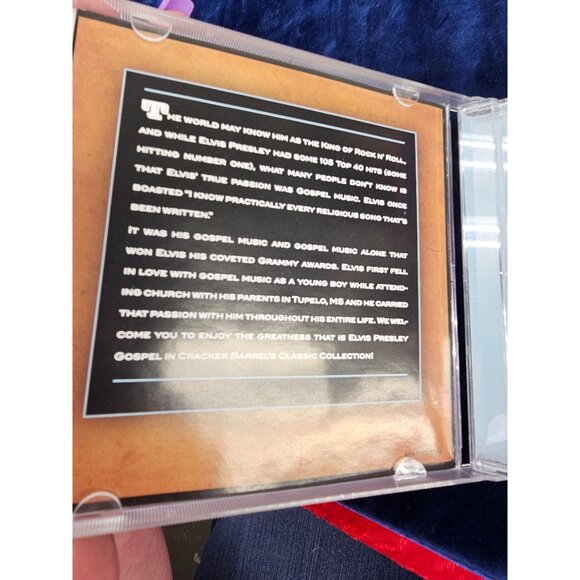 The world may know him as the King of Rock n' Roll,
and while Elvis Presley had some 105 Top 40 hits (some
hitting number one), what many people don't know is
that Elvis' true passion was Gospel music. Elvis once
boasted "I know practically every religious song that's
been written."
It was his gospel music and gospel music alone that
won Elvis his coveted Grammy awards. Elvis first fell
in love with gospel music as a young boy while attend-
ing church with his parents in Tupelo, MS and he carried
that passion with him throughout his entire life. We wel-
come you to enjoy the greatness that is Elvis Presley
Gospel in Cracker Barrel's Classic Collection!